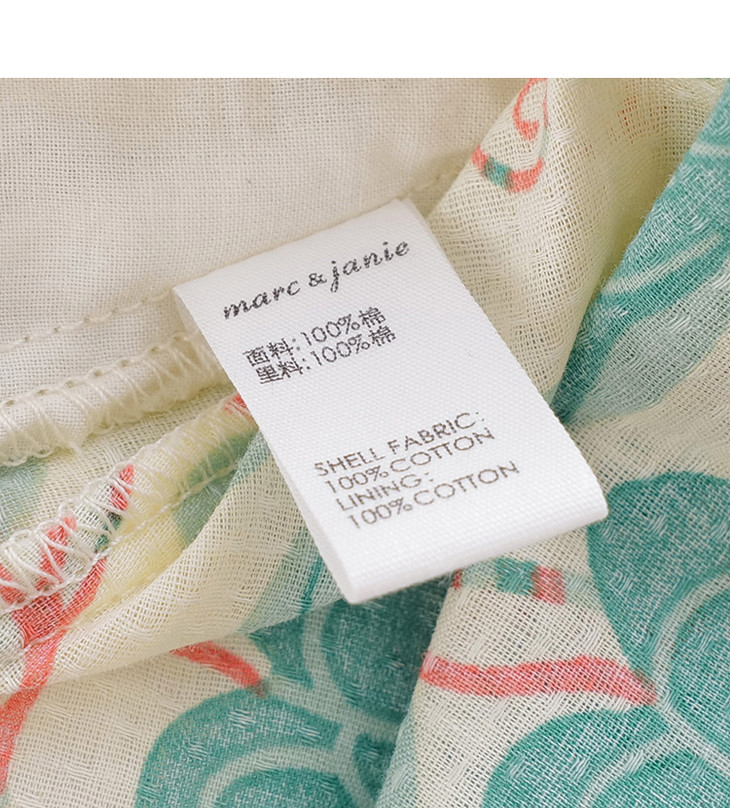 marc & janie
面料:100%棉
里料:100%棉
SHELL FABRIC:
100%COTTON
LINING:
100%COTTON